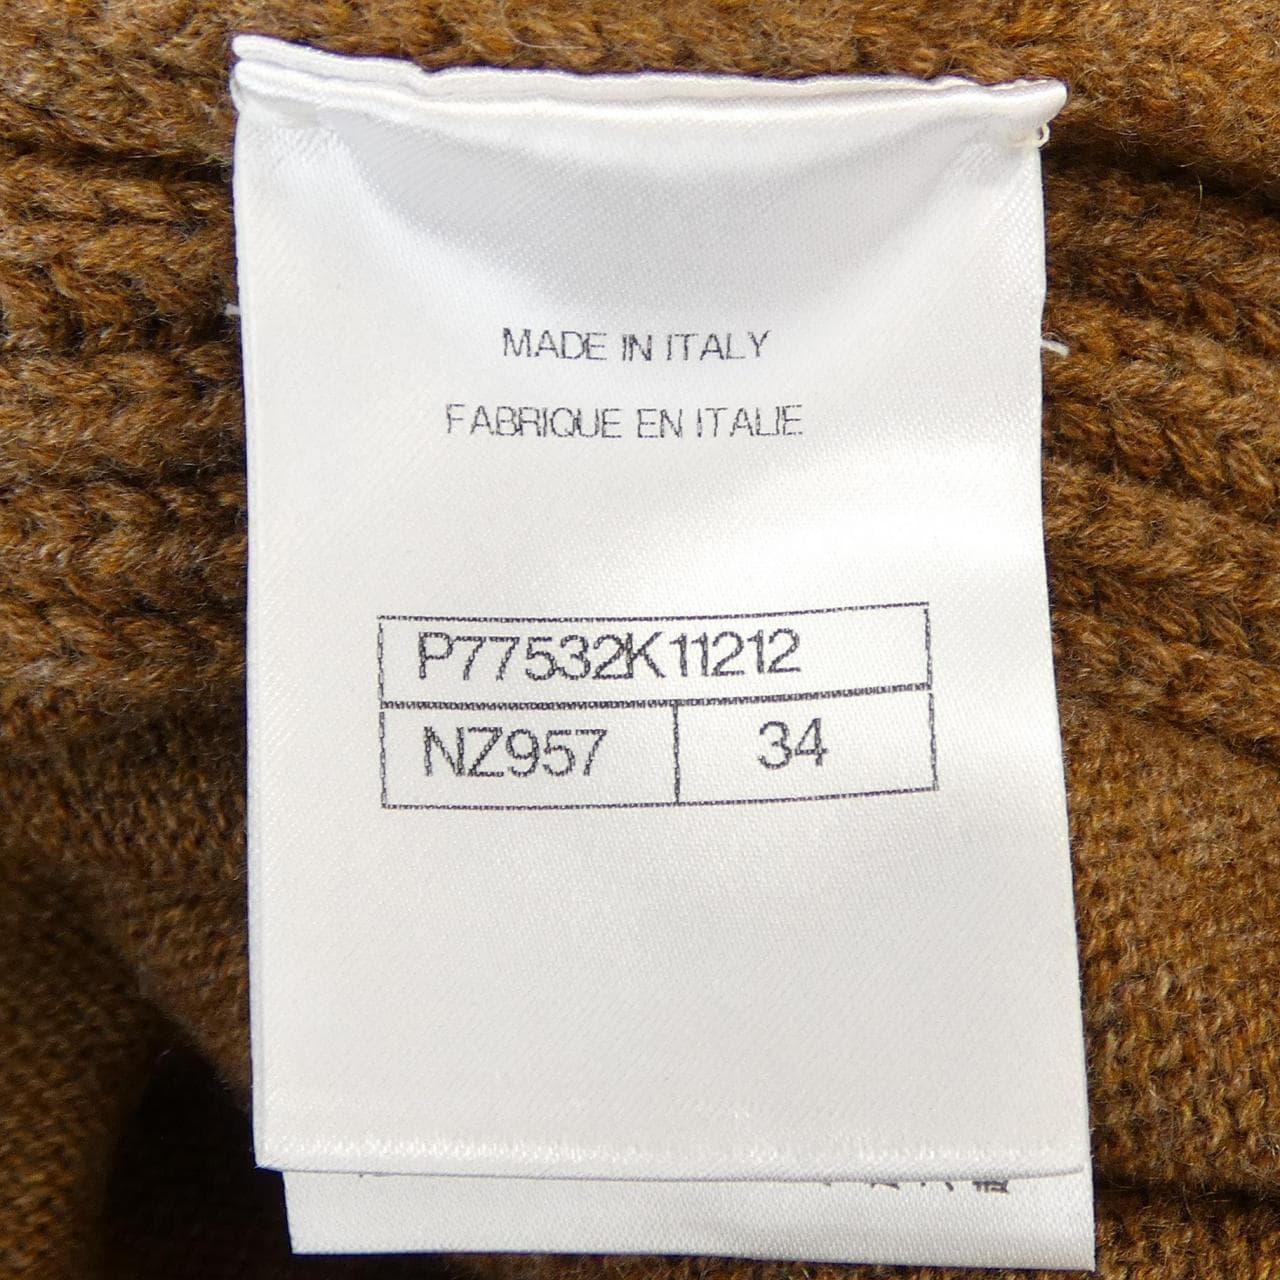 MADE IN ITALY
FABRIQUE EN ITALIE
P77532K11212
NZ957 34